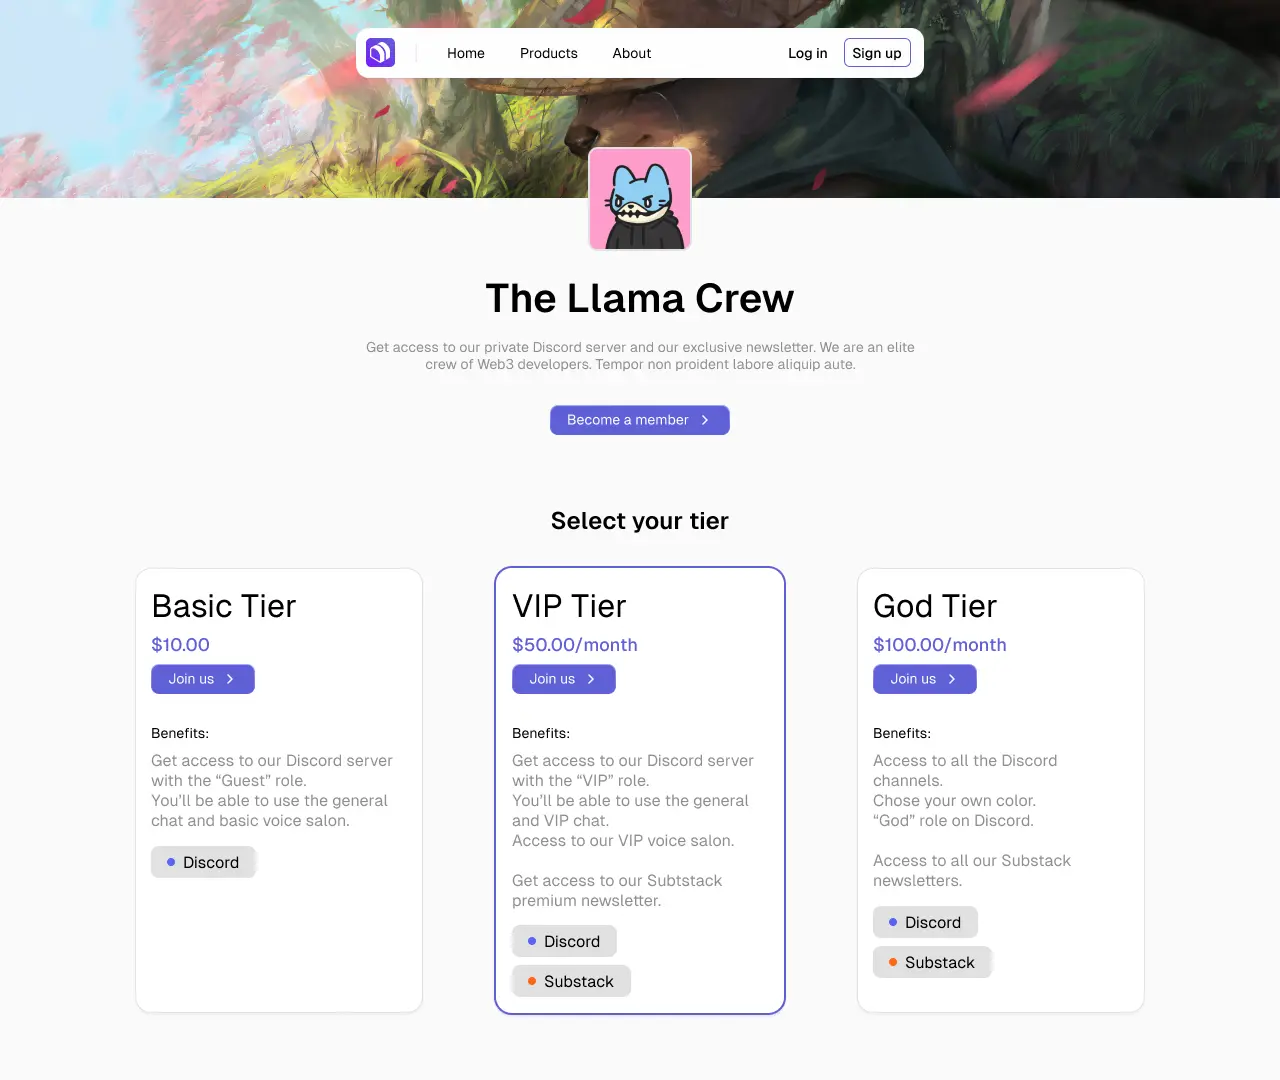 Home Products About Log in Sign up
The Llama Crew
Get access to our private Discord server and our exclusive newsletter. We are an elite
crew of Web3 developers. Tempor non proident labore aliquip aute.
Become a member
Select your tier
Basic Tier
$10.00
Join us
Benefits:
Get access to our Discord server
with the “Guest” role.
You’ll be able to use the general
chat and basic voice salon.
Discord
VIP Tier
$50.00/month
Join us
Benefits:
Get access to our Discord server
with the “VIP” role.
You’ll be able to use the general
and VIP chat.
Access to our VIP voice salon.
Get access to our Subtstack
premium newsletter.
Discord
Substack
God Tier
$100.00/month
Join us
Benefits:
Access to all the Discord
channels.
Chose your own color.
“God” role on Discord.
Access to all our Substack
newsletters.
Discord
Substack